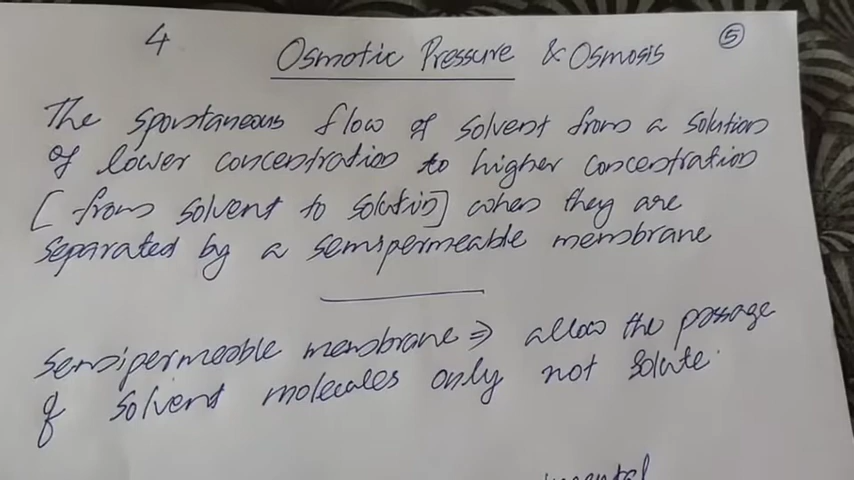 4 Osmotic Pressure & Osmosis 5
The spontaneous flow of solvent from a solution
of lower concentration to higher concentration
[ from solvent to solution] when they are
separated by a semipermeable membrane
Semipermeable membrane ⇒ allow the passage
of solvent molecules only not solute.